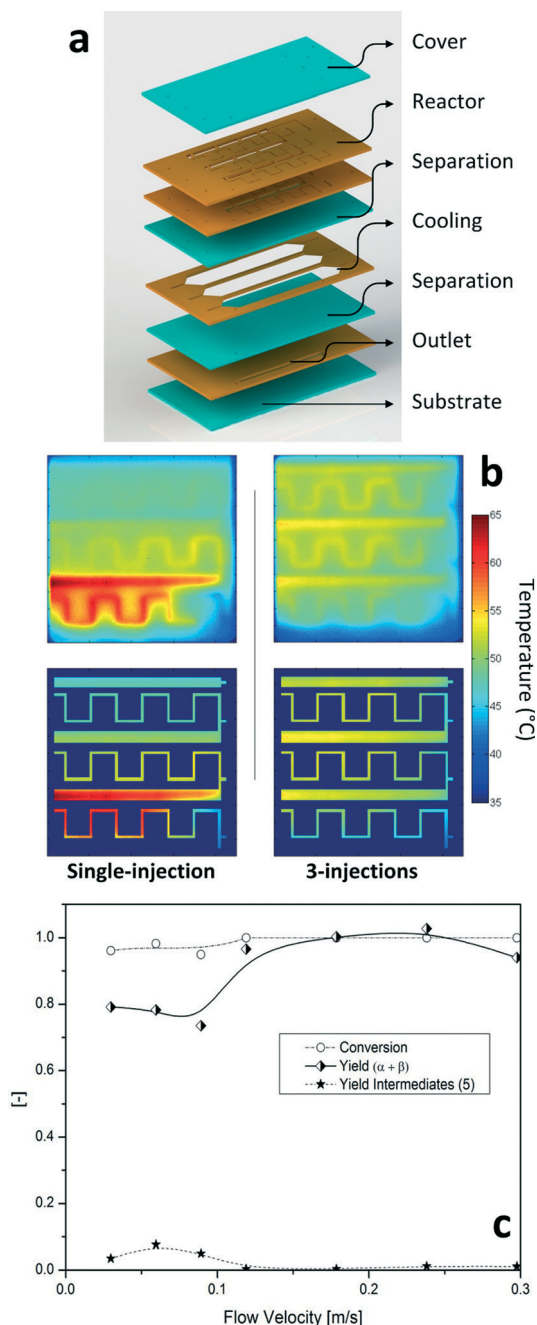 a
Cover
Reactor
Separation
Cooling
Separation
Outlet
Substrate
b
65
60
55
50
45
40
35
Temperature (°C)
Single-injection
3-injections
1.0
0.8
0.6
0.4
0.2
0.0
[-]
Conversion
Yield (α + β)
Yield Intermediates (5)
c
0.0
0.1
0.2
0.3
Flow Velocity [m/s]